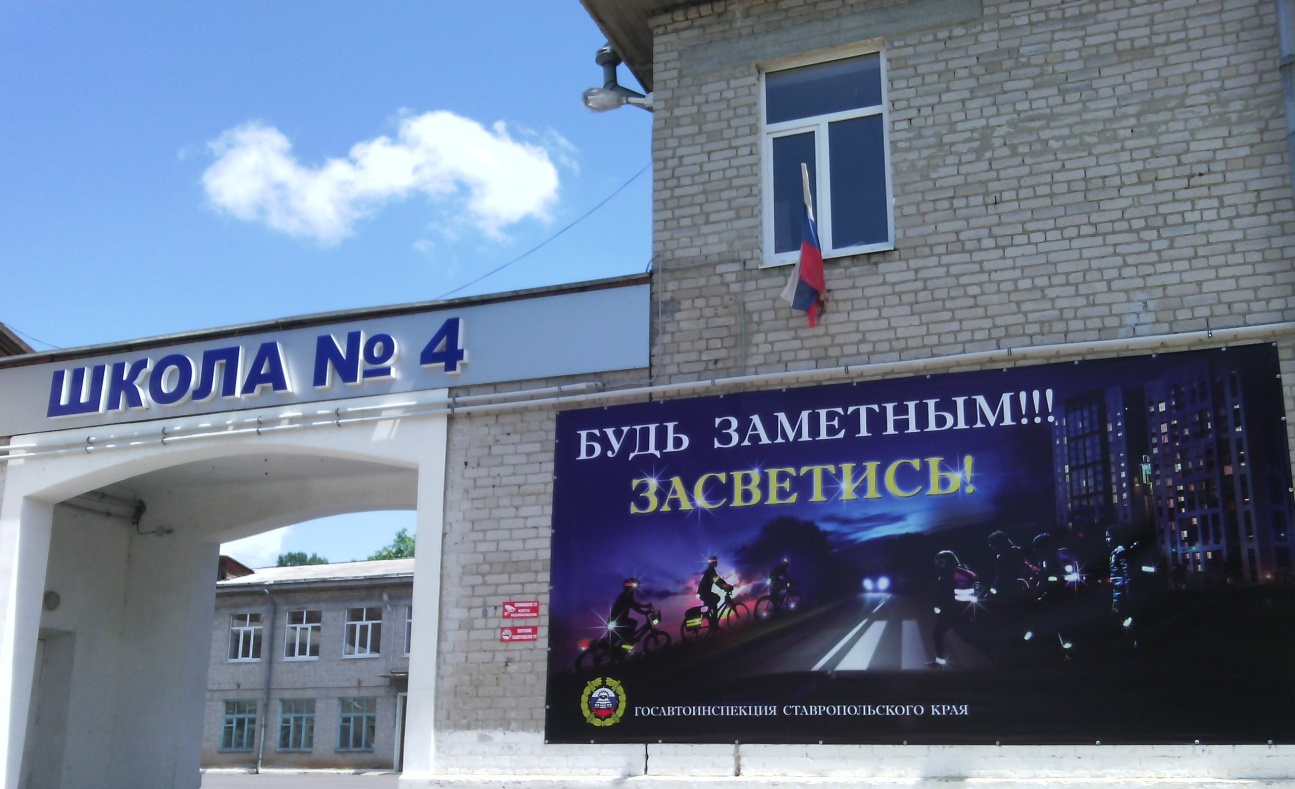 ШКОЛА № 4
БУДЬ ЗАМЕТНЫМ!!!
ЗАСВЕТИСЬ!
ГОСАВТОИНСПЕКЦИЯ СТАВРОПОЛЬСКОГО КРАЯ